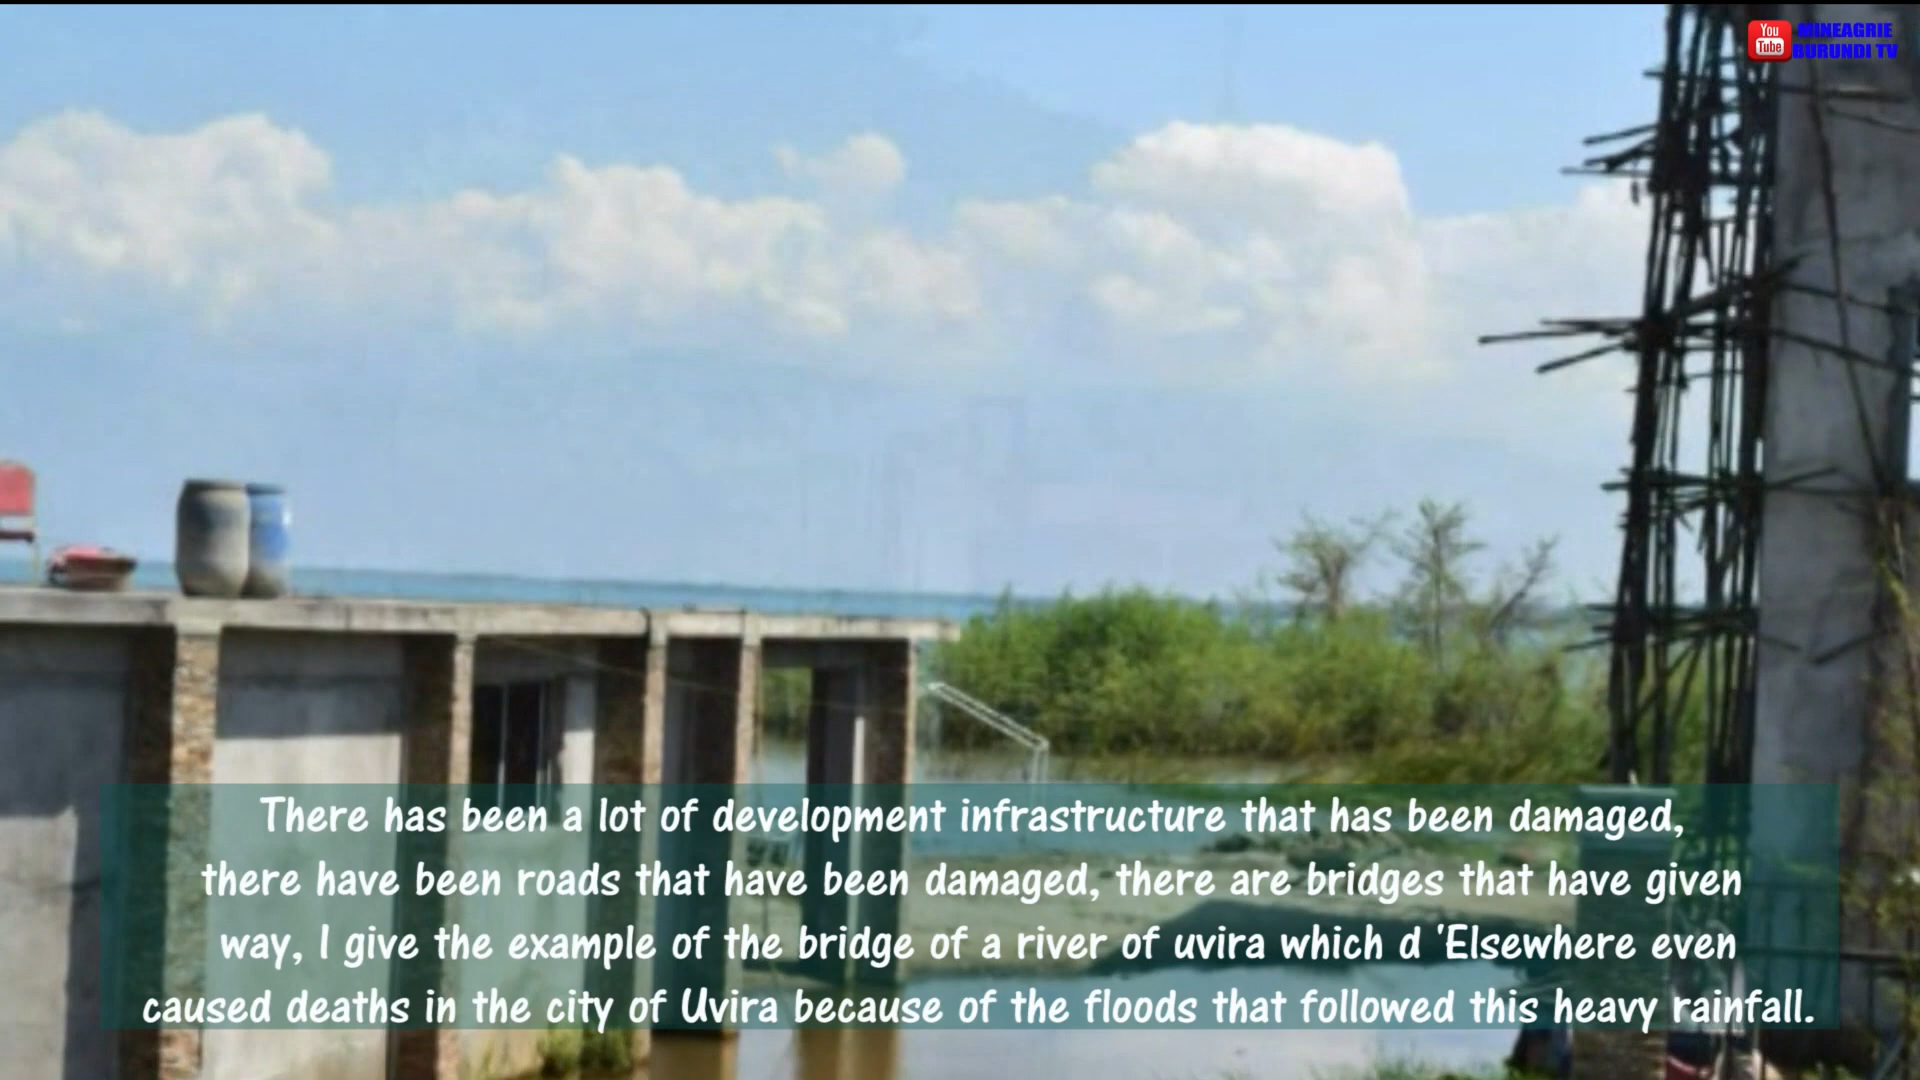 You
Tube
MINEAGRIE
BURUNDI TV
There has been a lot of development infrastructure that has been damaged,
there have been roads that have been damaged, there are bridges that have given
way, I give the example of the bridge of a river of uvira which d 'Elsewhere even
caused deaths in the city of Uvira because of the floods that followed this heavy rainfall.